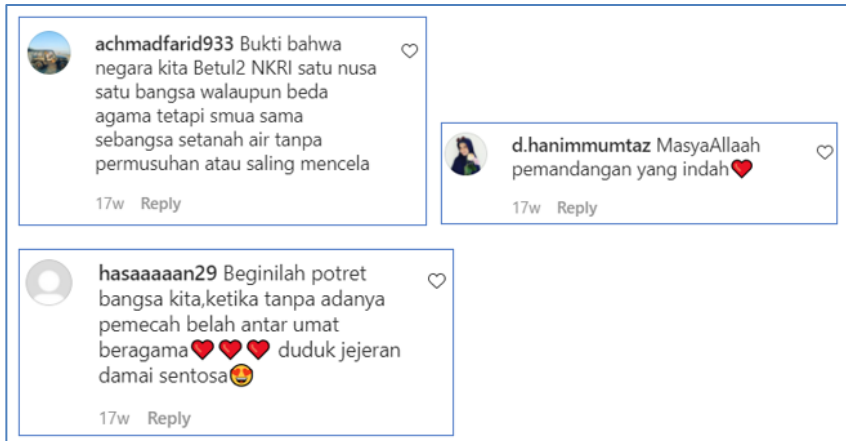 achmadfarid933 Bukti bahwa
negara kita Betul2 NKRI satu nusa
satu bangsa walaupun beda
agama tetapi smua sama
sebangsa setanah air tanpa
permusuhan atau saling mencela
17w Reply
d.hanimmumtaz MasyaAllaah
pemandangan yang indah❤
17w Reply
hasaaaaan29 Beginilah potret
bangsa kita,ketika tanpa adanya
pemecah belah antar umat
beragama❤❤❤ duduk jejeran
damai sentosa😍
17w Reply